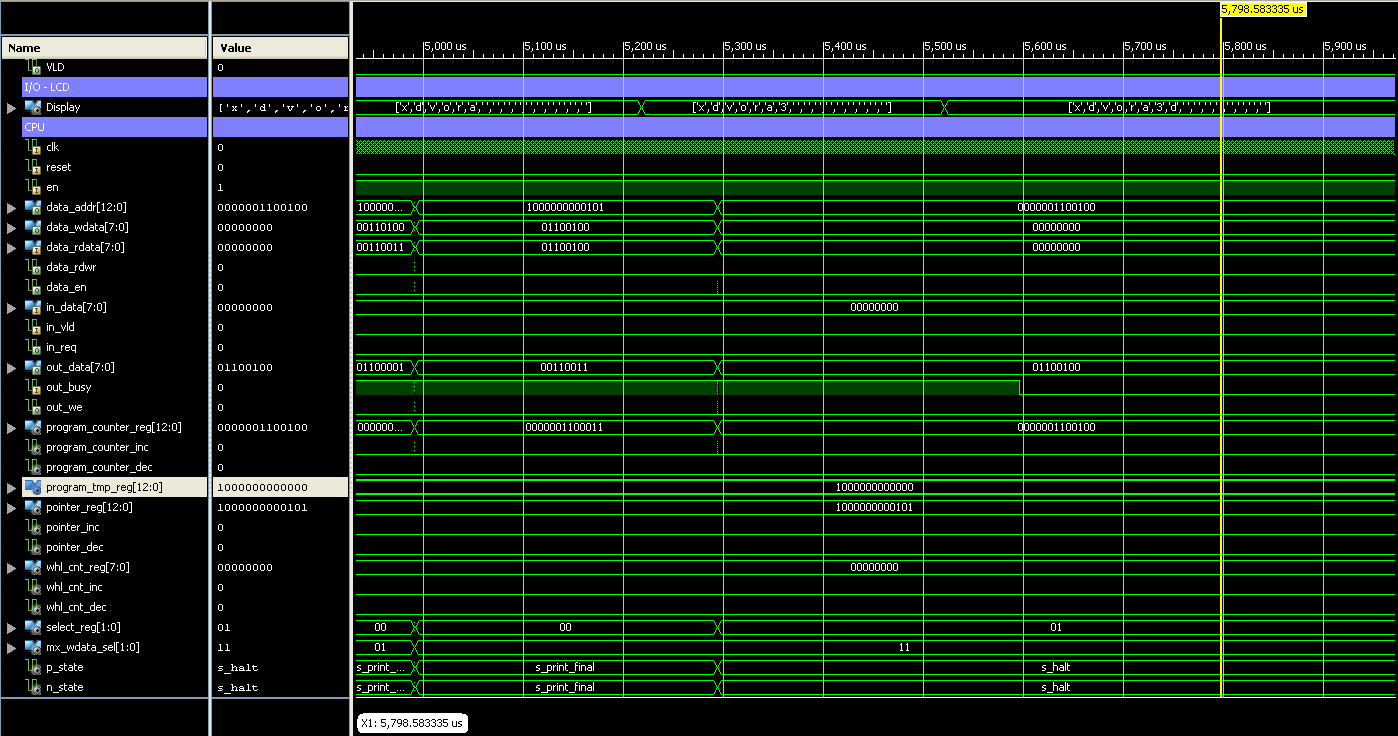 5,798.583335 us
Name Value 5,000 us 5,100 us 5,200 us 5,300 us 5,400 us 5,500 us 5,600 us 5,700 us 5,800 us 5,900 us
VLD 0
I/O - LCD
Display ['x','d','v','o','r ['x','d','v','o','r','a',' ',' ',' ',' ',' ',' ',' ',' ',' ',' '] ['x','d','v','o','r','a','3',' ',' ',' ',' ',' ',' ',' ',' ',' '] ['x','d','v','o','r','a','3','d',' ',' ',' ',' ',' ',' ',' ',' ']
CPU
clk 0
reset 0
en 1
data_addr[12:0] 0000001100100 100000... 1000000000101 0000001100100
data_wdata[7:0] 00000000 00110100 01100100 00000000
data_rdata[7:0] 00000000 00110011 01100100 00000000
data_rdwr 0
data_en 0
in_data[7:0] 00000000 00000000
in_vld 0
in_req 0
out_data[7:0] 01100100 01100001 00110011 01100100
out_busy 0
out_we 0
program_counter_reg[12:0] 0000001100100 000000... 0000001100011 0000001100100
program_counter_inc 0
program_counter_dec 0
program_tmp_reg[12:0] 1000000000000 1000000000000
pointer_reg[12:0] 1000000000101 1000000000101
pointer_inc 0
pointer_dec 0
whl_cnt_reg[7:0] 00000000 00000000
whl_cnt_inc 0
whl_cnt_dec 0
select_reg[1:0] 01 00 00 01
mx_wdata_sel[1:0] 11 01 11
p_state s_halt s_print_... s_print_final s_halt
n_state s_halt s_print_... s_print_final s_halt
X1: 5,798.583335 us